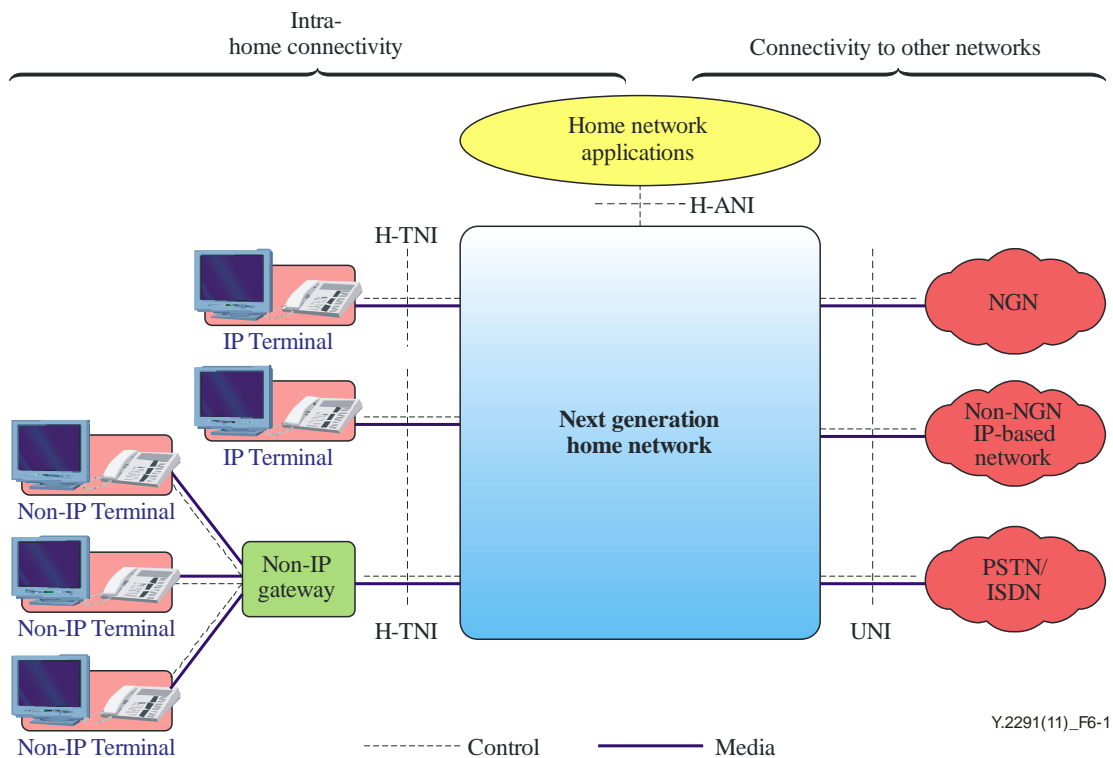 Intra-
home connectivity
Connectivity to other networks
Home network
applications
H-ANI
H-TNI
UNI
IP Terminal
NGN
IP Terminal
Next generation
home network
Non-NGN
IP-based
network
Non-IP Terminal
Non-IP
gateway
PSTN/
ISDN
Non-IP Terminal
H-TNI
UNI
Non-IP Terminal
Control
Media
Y.2291(11)_F6-1